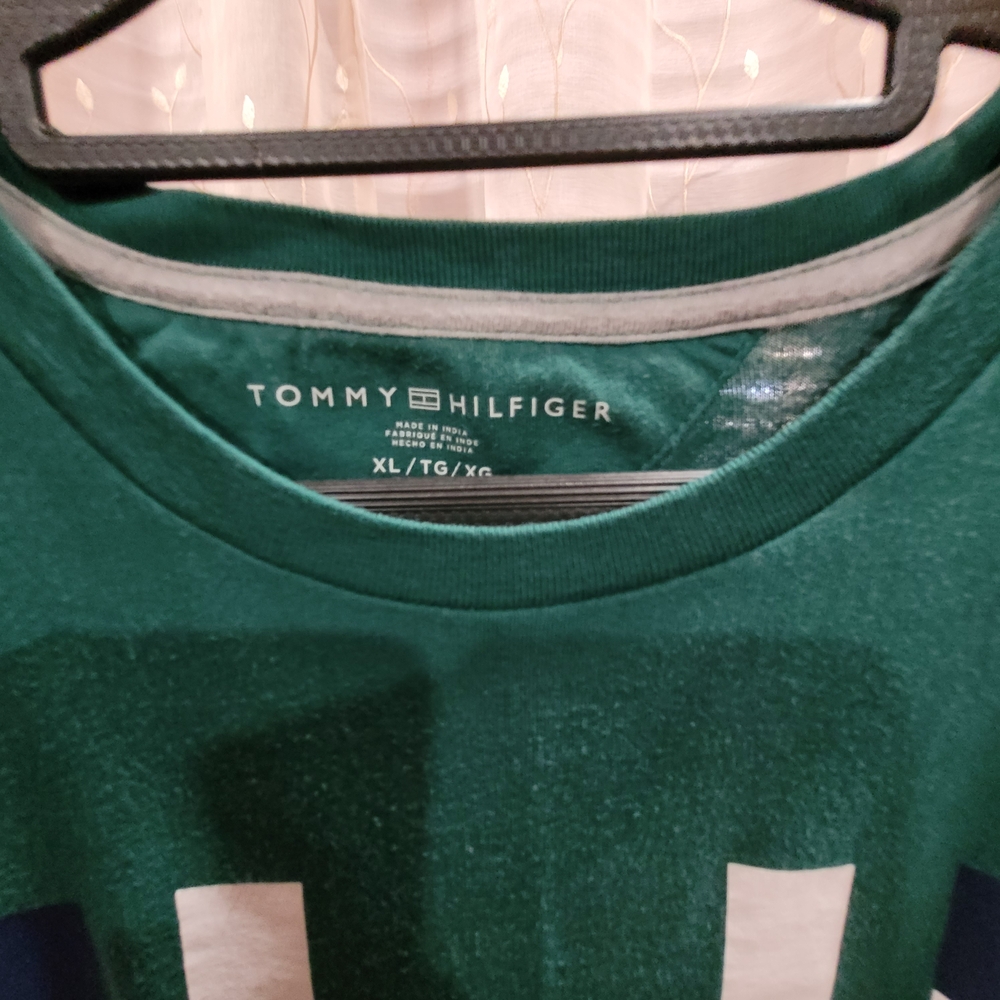 TOMMY HILFIGER
MADE IN INDIA
FABRIQUÉ EN INDE
HECHO EN INDIA
XL/TG/XG